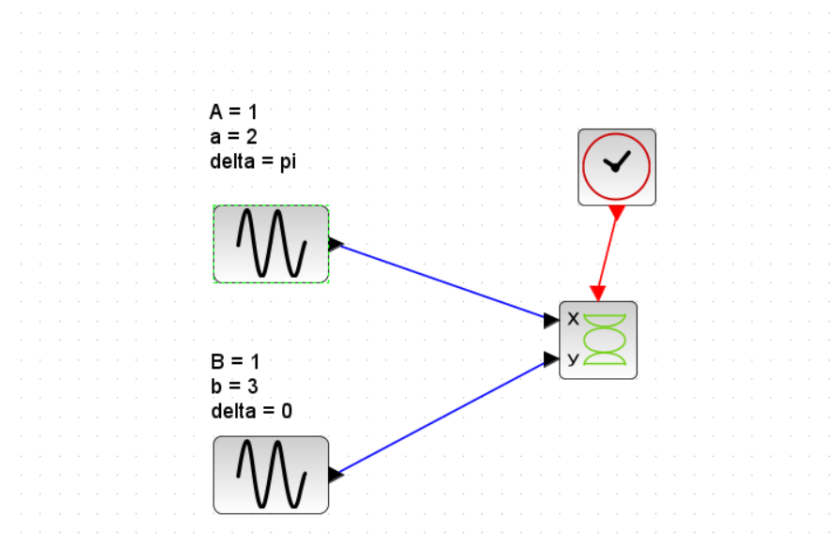 A = 1
a = 2
delta = pi
X
y
B = 1
b = 3
delta = 0